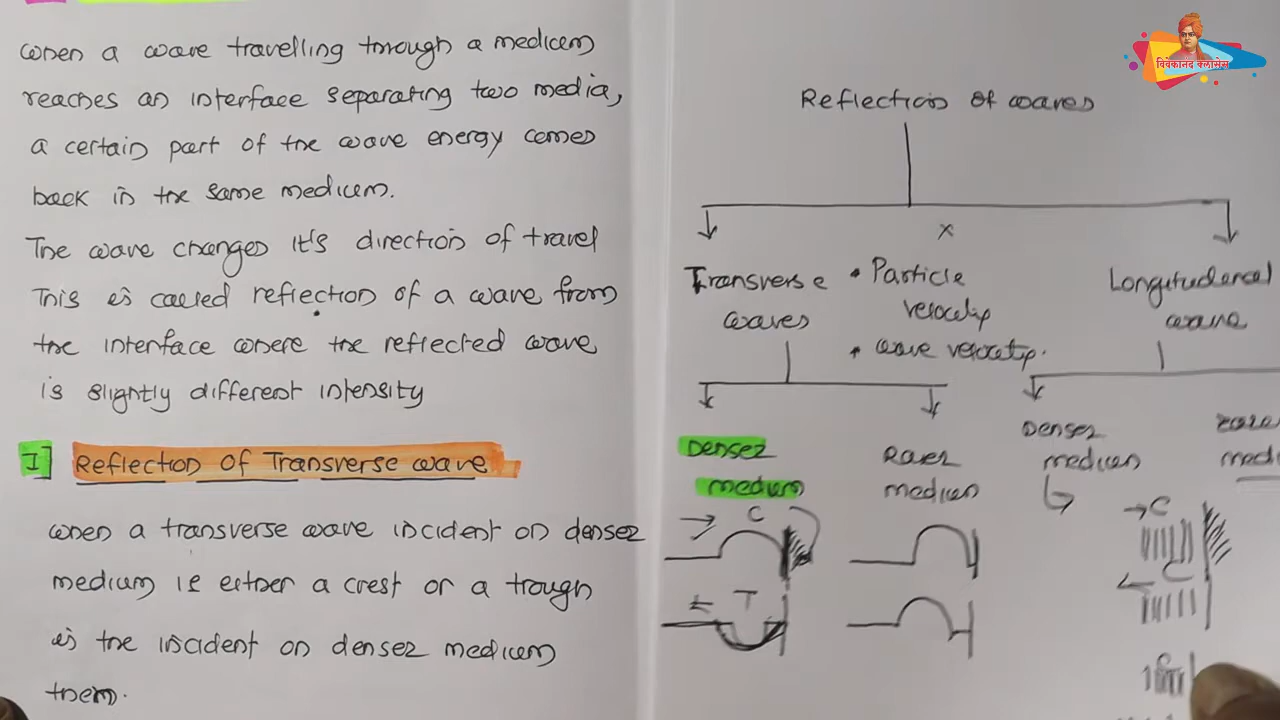 when a wave travelling through a medium
reaches an interface separating two media,
a certain part of the wave energy comes
back in the same medium.
The wave changes it's direction of travel
This is called reflection of a wave from
the interface where the reflected wave
is slightly different intensity
I] Reflection of Transverse wave
when a transverse wave incident on denser
medium ie either a crest or a trough
is the incident on denser medium
then.
विवेकानंद क्लासेस
Reflection of waves
x
Transverse
waves
• Particle
velocity
• wave velocity.
Longitudinal
wave
Denser
medium
Rarer
medium
Denser
medium
C
T
C
C
C